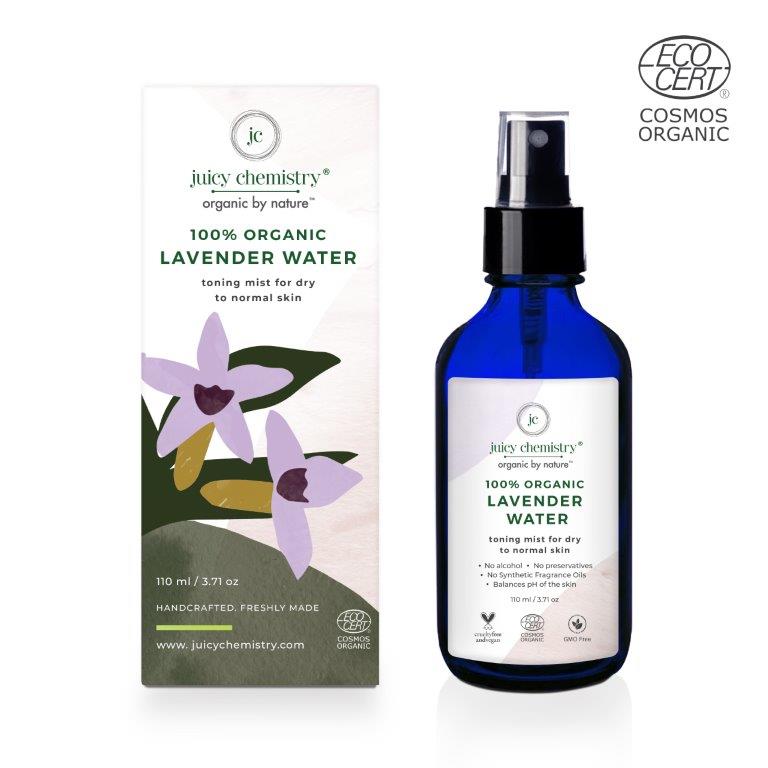 ECO
CERT®
COSMOS
ORGANIC
jc
juicy chemistry®
organic by nature™
100% ORGANIC
LAVENDER WATER
toning mist for dry
to normal skin
110 ml / 3.71 oz
HANDCRAFTED. FRESHLY MADE
www. juicychemistry.com
ECO
CERT
COSMOS
ORGANIC
jc
juicy chemistry®
organic by nature™
100% ORGANIC
LAVENDER
WATER
toning mist for dry
to normal skin
• No alcohol • No preservatives
• No Synthetic Fragrance Oils
• Balances pH of the skin
110 ml / 3.71 oz
crueltyfree
andvegan
ECO
CERT
COSMOS
ORGANIC
GMO Free